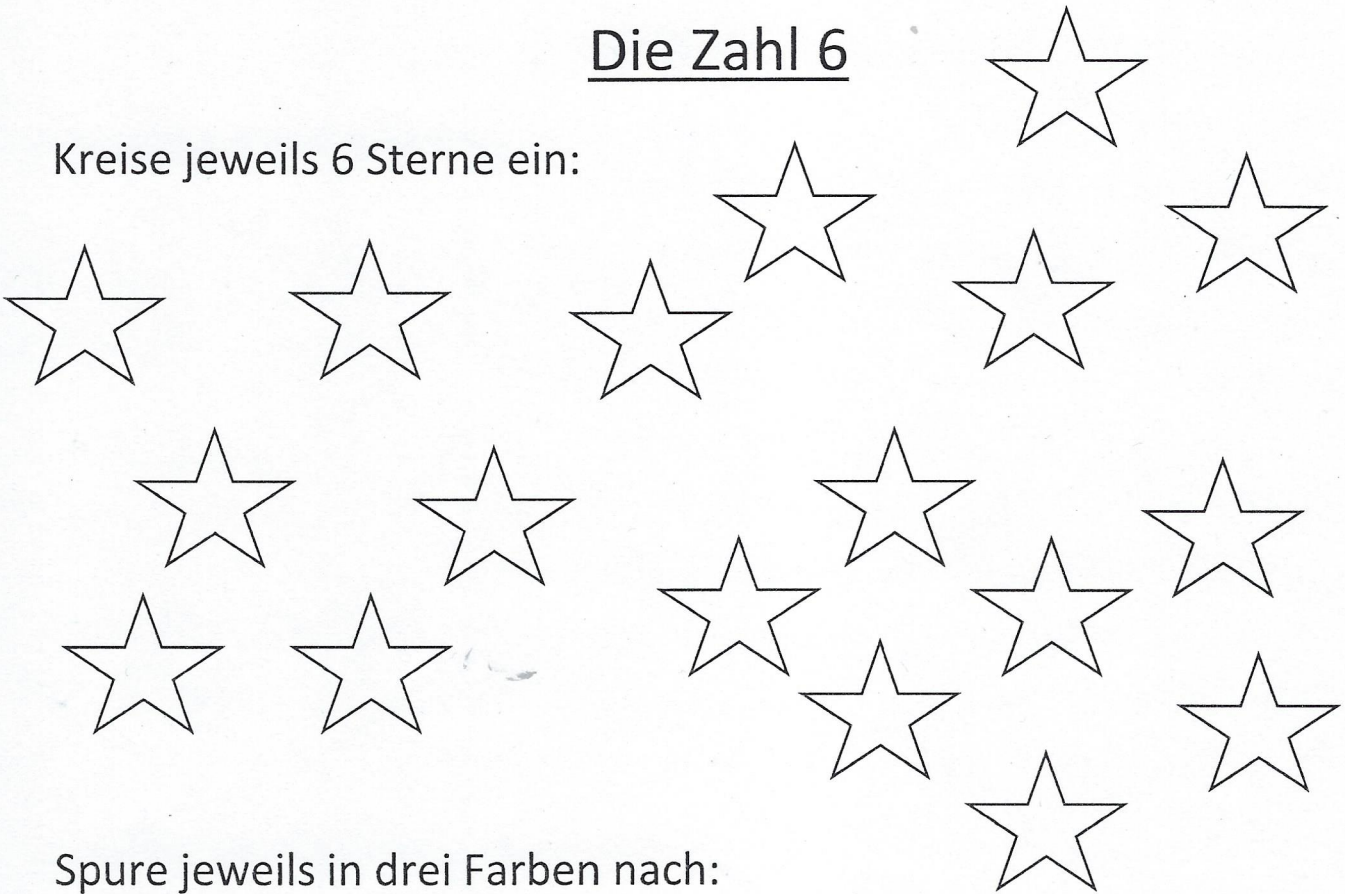 Die Zahl 6
Kreise jeweils 6 Sterne ein:
Spure jeweils in drei Farben nach: